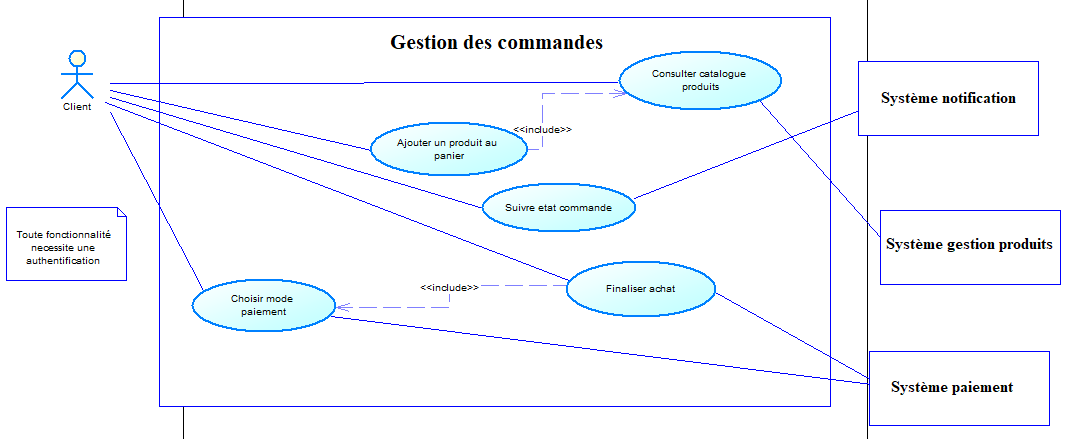 Gestion des commandes
Client
Consulter catalogue
produits
Système notification
<<include>>
Ajouter un produit au
panier
Suivre etat commande
Toute fonctionnalité
necessite une
authentification
Système gestion produits
<<include>>
Finaliser achat
Choisir mode
paiement
Système paiement